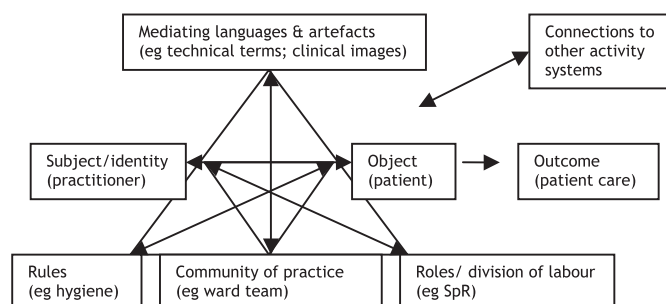 Mediating languages & artefacts
(eg technical terms; clinical images)
Connections to
other activity
systems
Subject/identity
(practitioner)
Object
(patient)
Outcome
(patient care)
Rules
(eg hygiene)
Community of practice
(eg ward team)
Roles/ division of labour
(eg SpR)